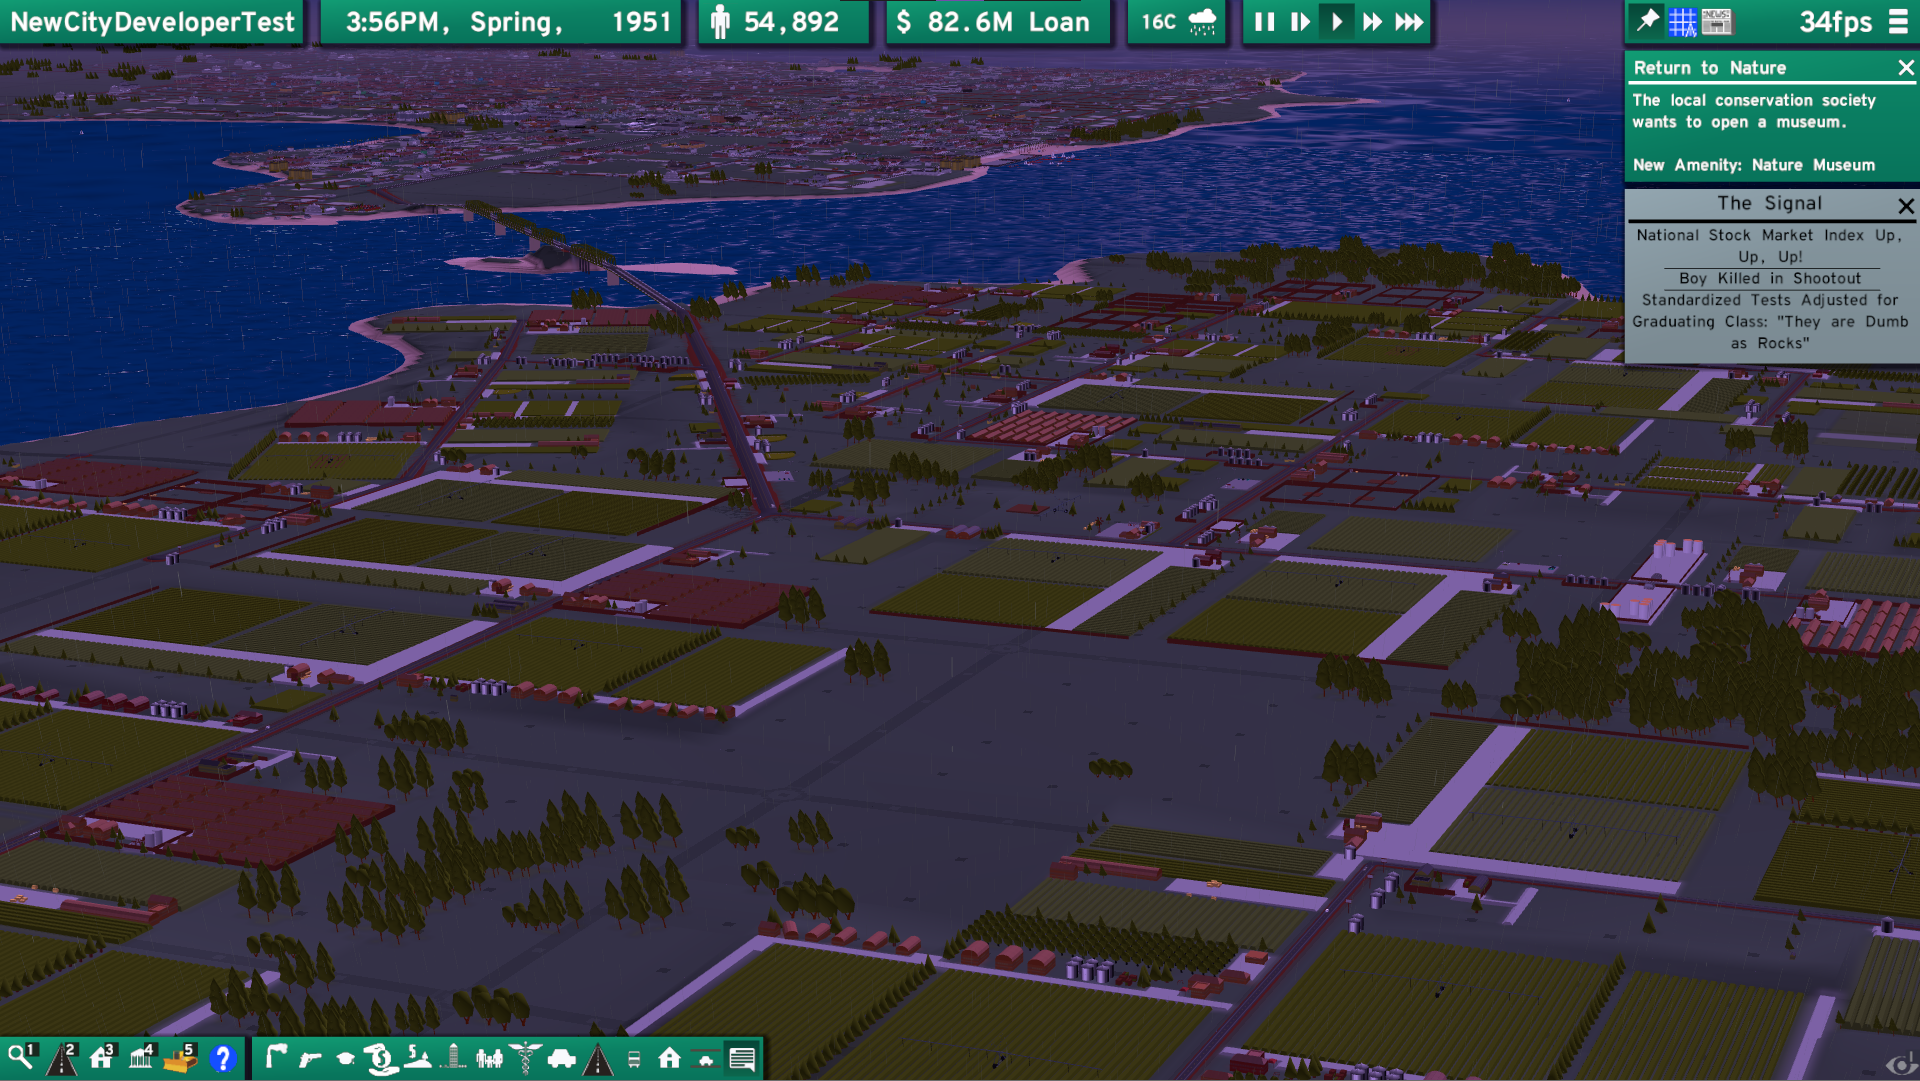 NewCityDeveloperTest
3:56PM, Spring, 1951
54,892
$ 82.6M Loan
16C
34fps
NEWS
Return to Nature
The local conservation society
wants to open a museum.
New Amenity: Nature Museum
The Signal
National Stock Market Index Up,
Up, Up!
Boy Killed in Shootout
Standardized Tests Adjusted for
Graduating Class: "They are Dumb
as Rocks"
1 2 3 4 5 ?